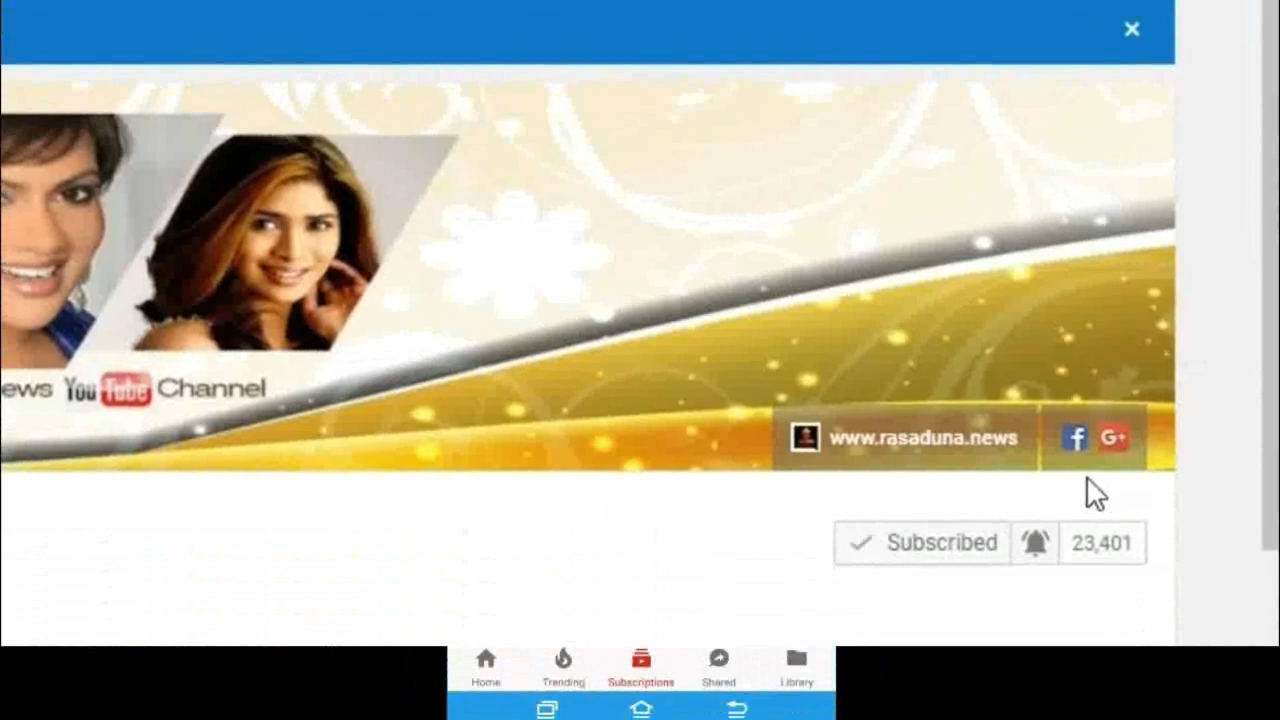 ews YouTube Channel
www.rasaduna.news
G+
Subscribed 23,401
Home Trending Subscriptions Shared Library